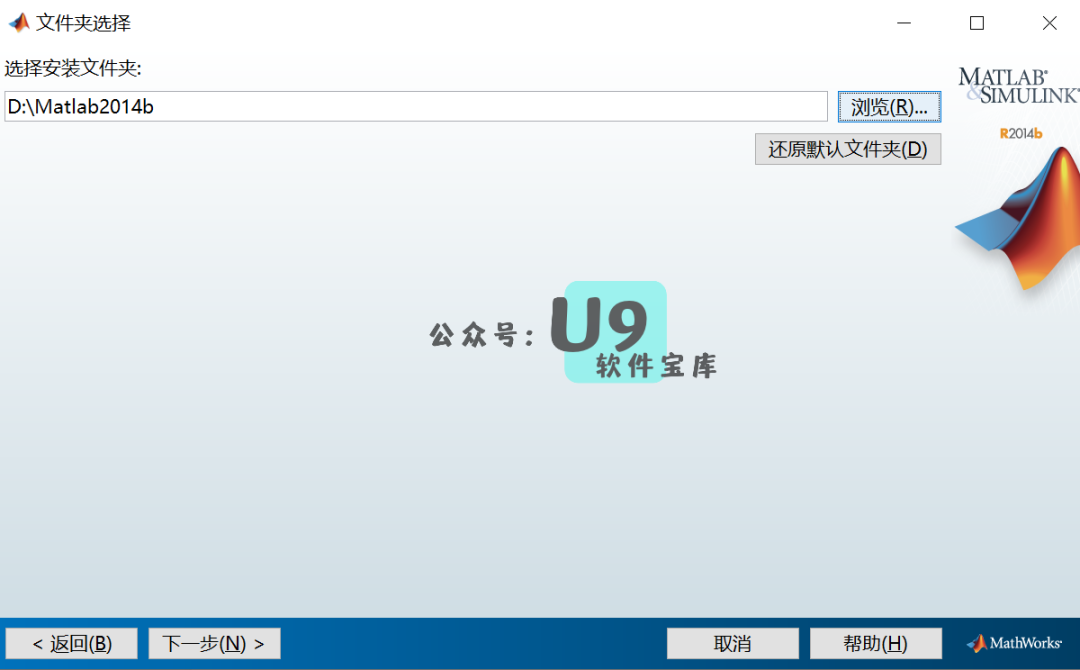 文件夹选择
选择安装文件夹:
D:\Matlab2014b
浏览(R)...
还原默认文件夹(D)
MATLAB®
&SIMULINK®
R2014b
公众号:
U9
软件宝库
< 返回(B)
下一步(N) >
取消
帮助(H)
MathWorks®